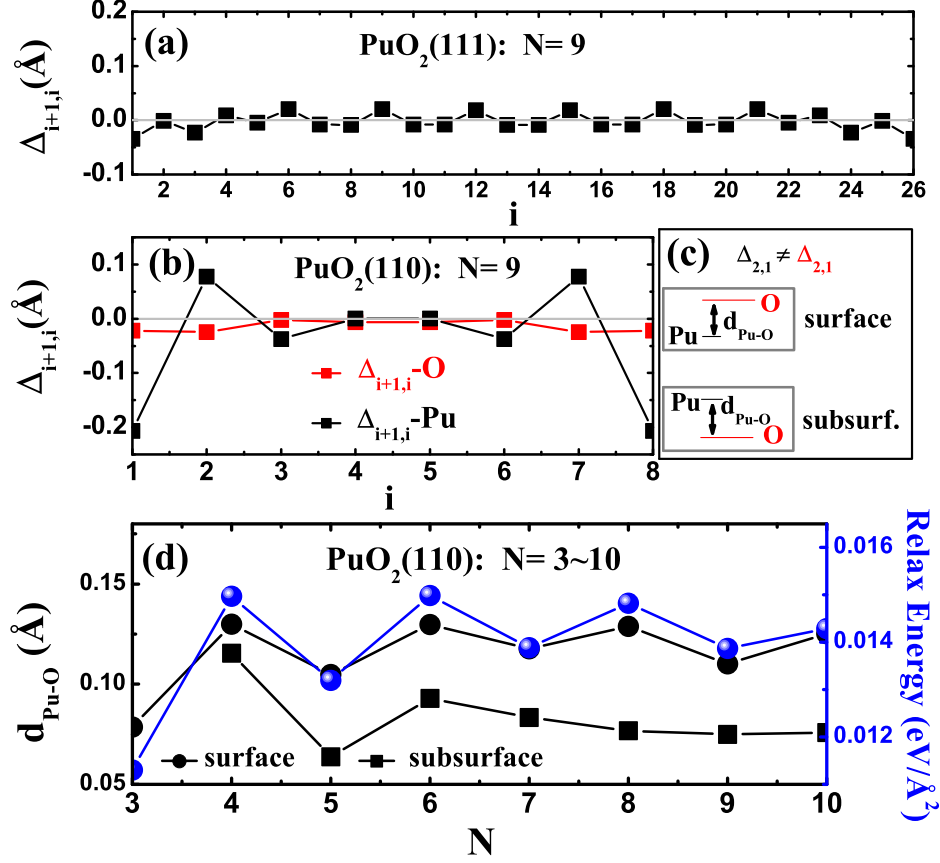 (a) PuO2(111): N= 9
Δi+1,i(Å)
0.2
0.1
0.0
-0.1
2 4 6 8 10 12 14 16 18 20 22 24 26
i
(b) PuO2(110): N= 9
Δi+1,i(Å)
0.1
0.0
-0.1
-0.2
Δi+1,i-O
Δi+1,i-Pu
1 2 3 4 5 6 7 8
i
(c) Δ2,1 ≠ Δ2,1
O
Pu dPu-O
surface
Pu dPu-O
O
subsurf.
(d) PuO2(110): N= 3~10
dPu-O (Å)
0.15
0.10
0.05
surface subsurface
3 4 5 6 7 8 9 10
N
0.016
0.014
0.012
Relax Energy (eV/Å2)